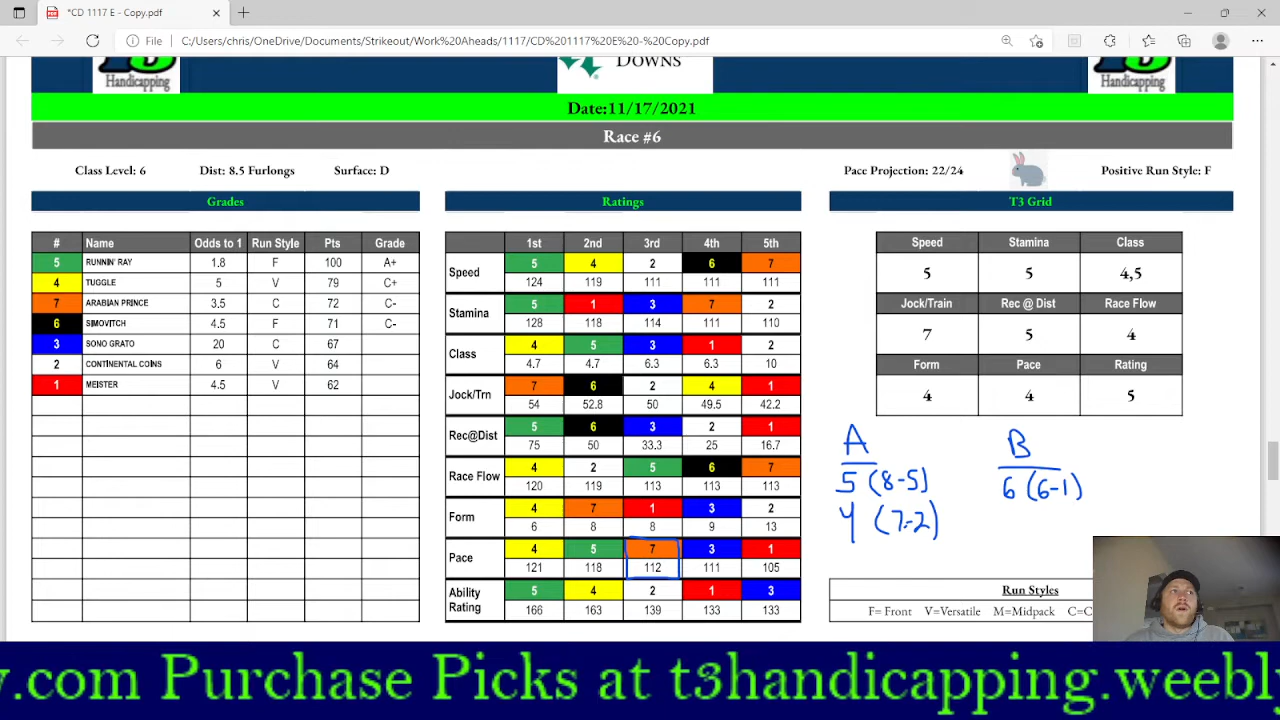 *CD 1117 E - Copy.pdf
File C:/Users/chris/OneDrive/Documents/Strikeout/Work%20Aheads/1117/CD%201117%20E%20-%20Copy.pdf
Handicapping DOWNS Handicapping
Date:11/17/2021
Race #6
Class Level: 6 Dist: 8.5 Furlongs Surface: D Pace Projection: 22/24 Positive Run Style: F
Grades Ratings T3 Grid
# Name Odds to 1 Run Style Pts Grade
5 RUNNIN' RAY 1.8 F 100 A+
4 TUGGLE 5 V 79 C+
7 ARABIAN PRINCE 3.5 C 72 C-
6 SIMOVITCH 4.5 F 71 C-
3 SONO GRATO 20 C 67
2 CONTINENTAL COINS 6 V 64
1 MEISTER 4.5 V 62
1st 2nd 3rd 4th 5th
Speed 5 4 2 6 7
124 119 111 111 111
Stamina 5 1 3 7 2
128 118 114 111 110
Class 4 5 3 1 2
4.7 4.7 6.3 6.3 10
Jock/Trn 7 6 2 4 1
54 52.8 50 49.5 42.2
Rec@Dist 5 6 3 2 1
75 50 33.3 25 16.7
Race Flow 4 2 5 6 7
120 119 113 113 113
Form 4 7 1 3 2
6 8 8 9 13
Pace 4 5 7 3 1
121 118 112 111 105
Ability Rating 5 4 2 1 3
166 163 139 133 133
Speed Stamina Class
5 5 4,5
Jock/Train Rec @ Dist Race Flow
7 5 4
Form Pace Rating
4 4 5
A B
5 (8-5) 6 (6-1)
4 (7-2)
Run Styles
F= Front V=Versatile M=Midpack C=C
y.com Purchase Picks at t3handicapping.weebly